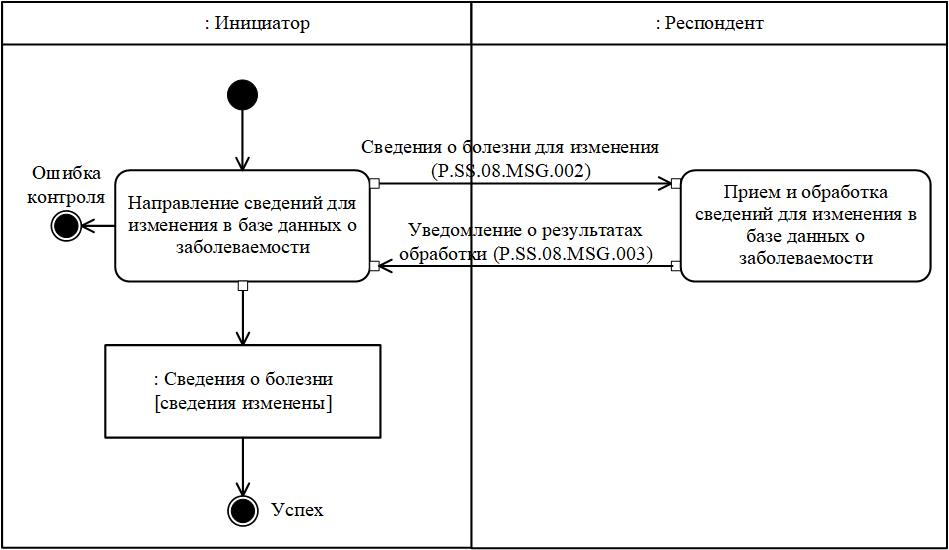 : Инициатор
: Респондент
Сведения о болезни для изменения
(P.SS.08.MSG.002)
Ошибка
контроля
Направление сведений для
изменения в базе данных о
заболеваемости
Уведомление о результатах
обработки (P.SS.08.MSG.003)
Прием и обработка
сведений для изменения в
базе данных о
заболеваемости
: Сведения о болезни
[сведения изменены]
Успех